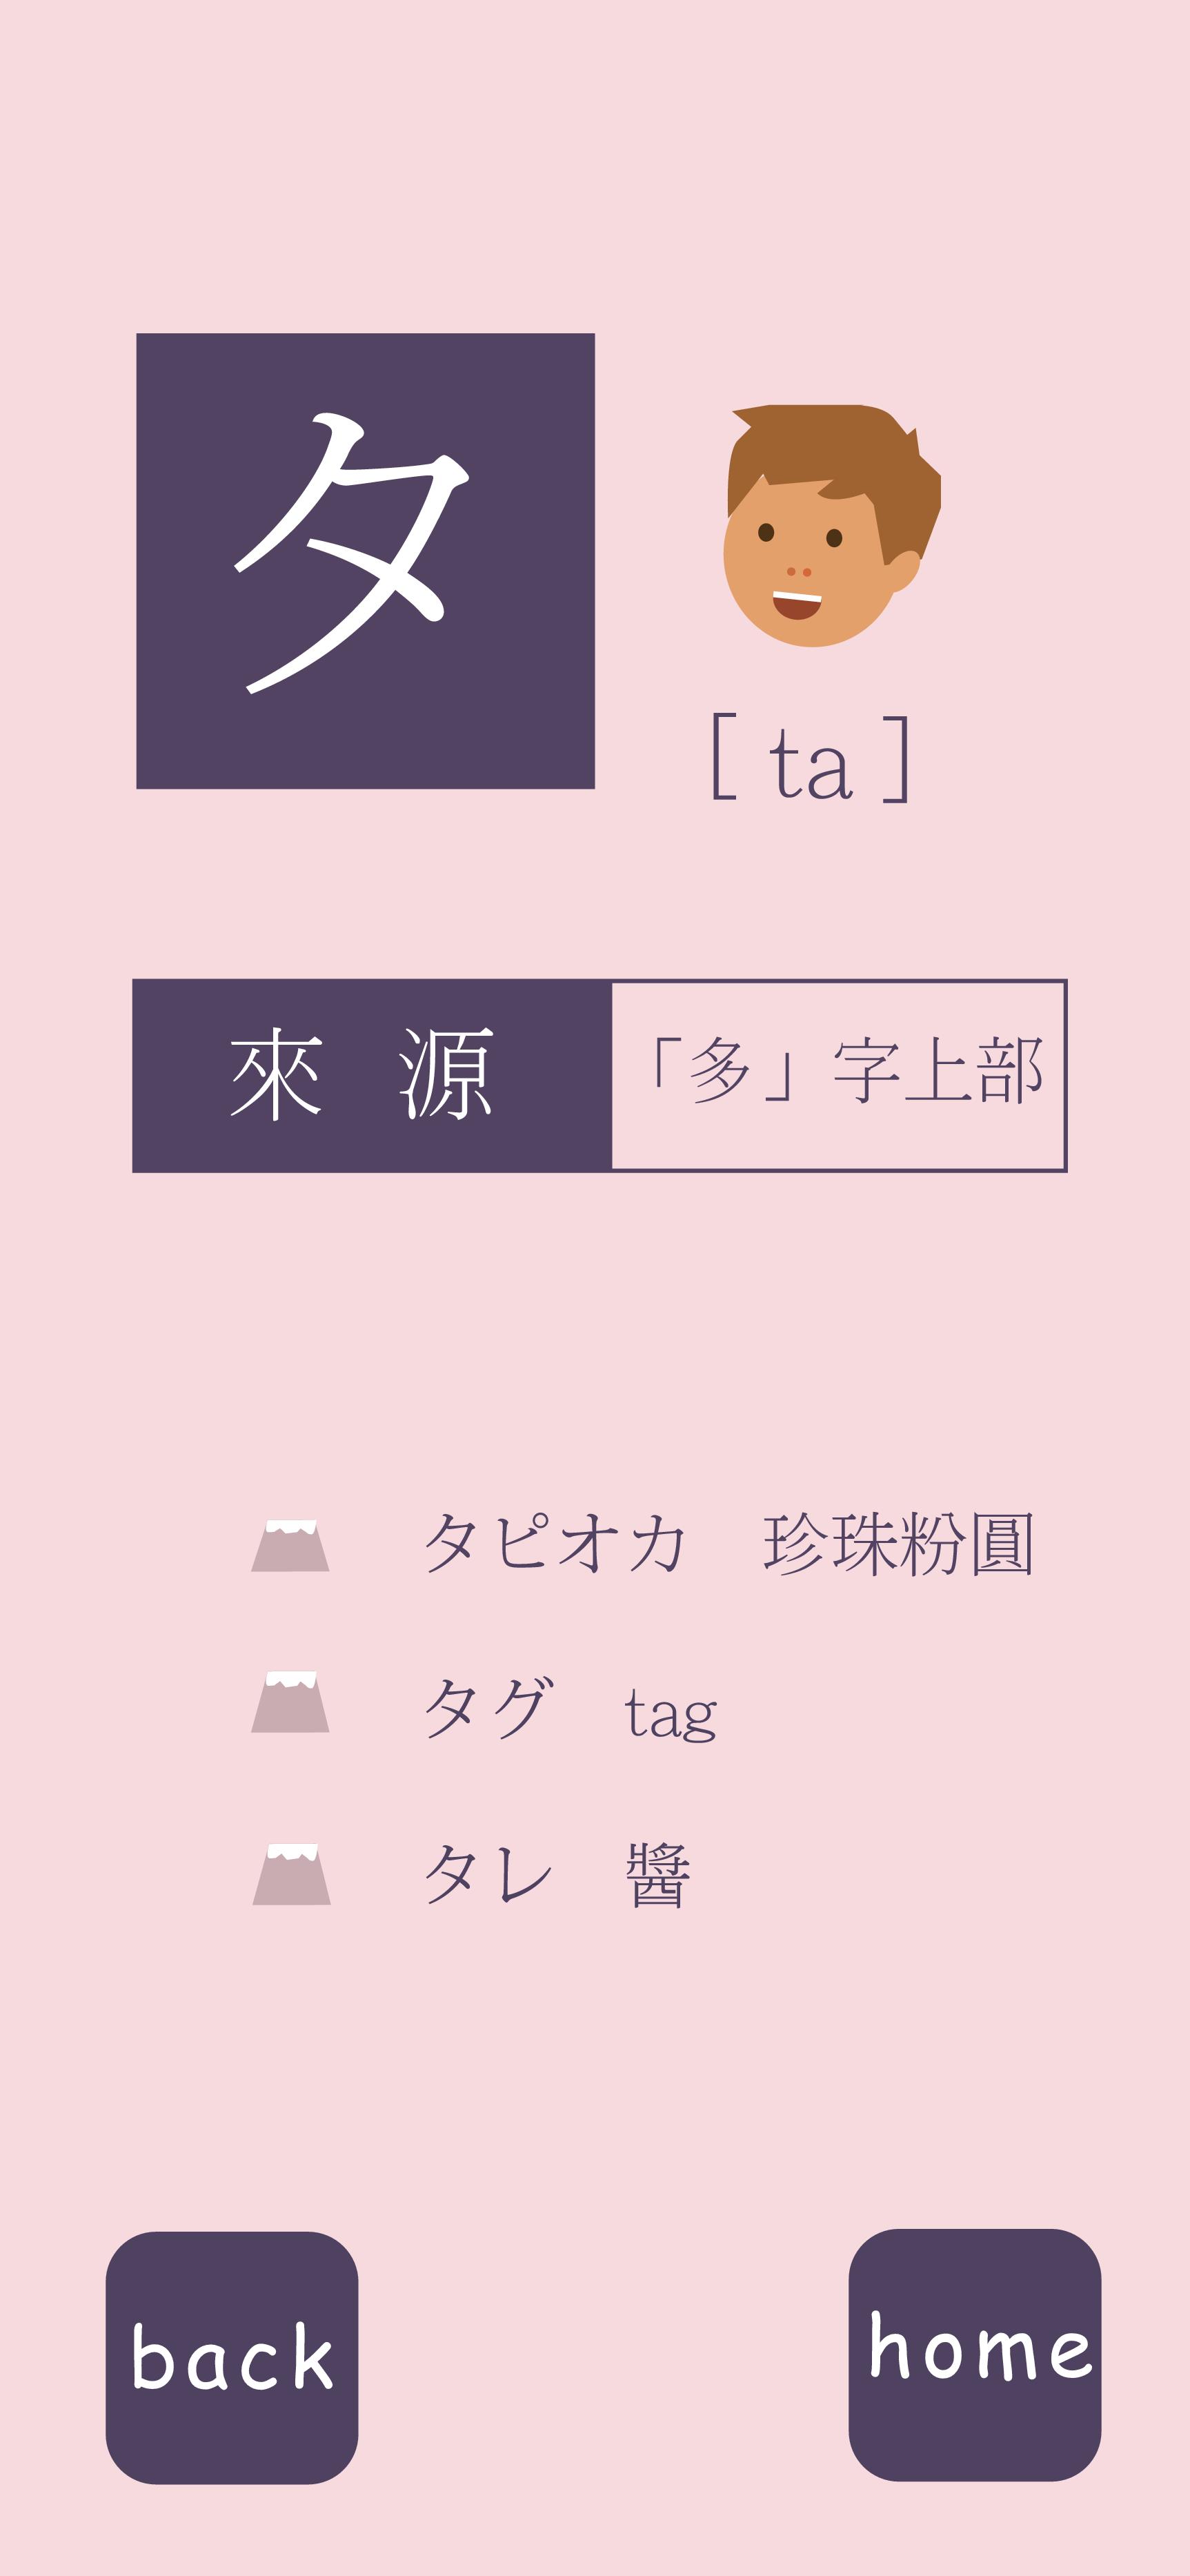 タ
[ ta ]
來 源 「多」字上部
タピオカ 珍珠粉圓
タグ tag
タレ 醬
back home